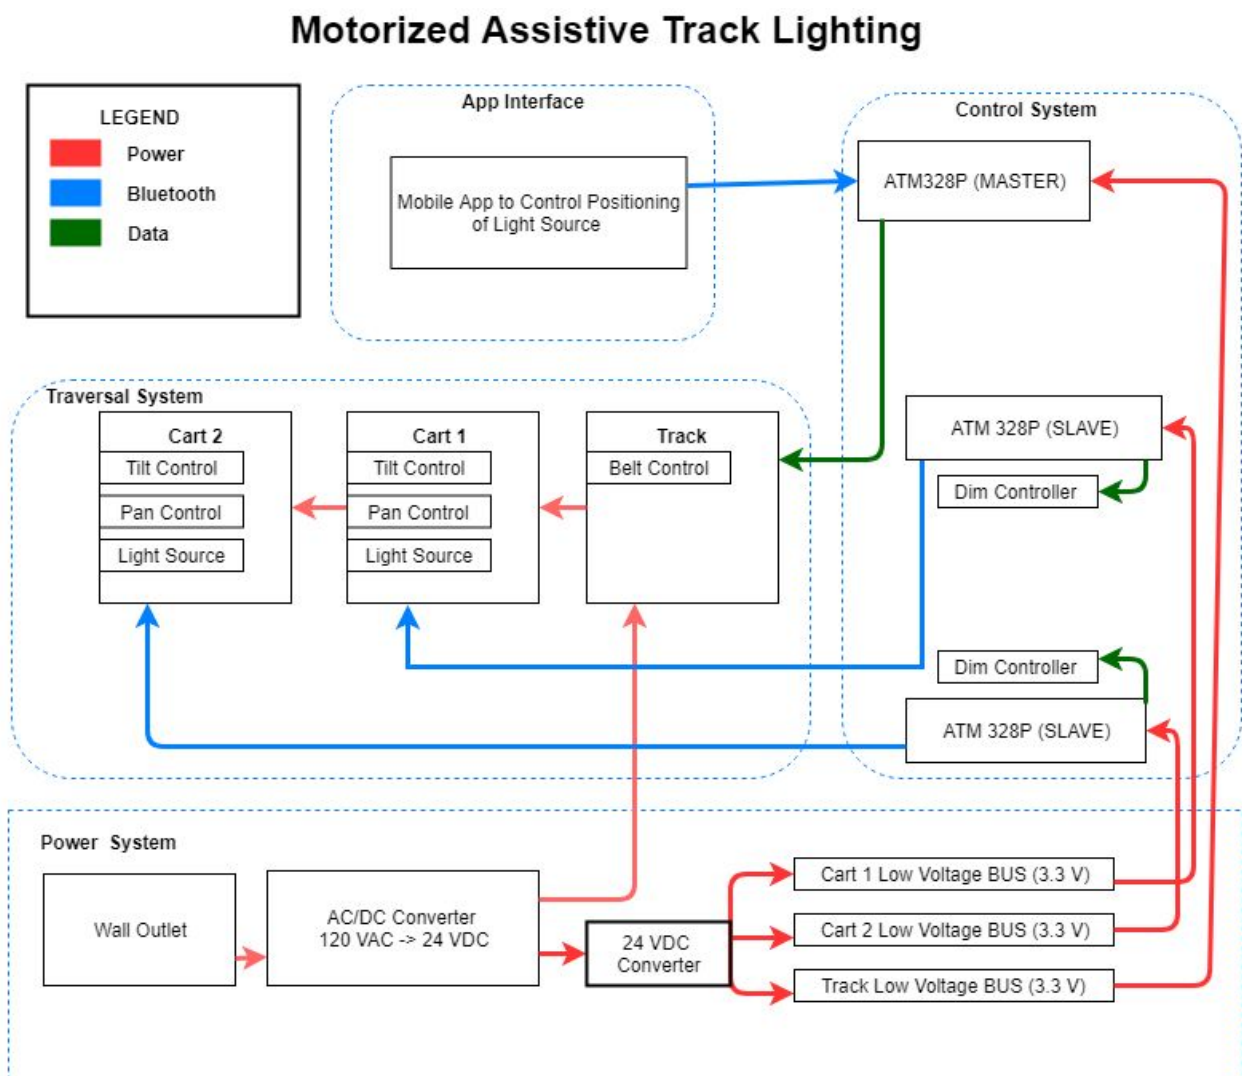 Motorized Assistive Track Lighting
LEGEND
Power
Bluetooth
Data
App Interface
Mobile App to Control Positioning
of Light Source
Control System
ATM328P (MASTER)
ATM 328P (SLAVE)
Dim Controller
Dim Controller
ATM 328P (SLAVE)
Traversal System
Cart 2
Tilt Control
Pan Control
Light Source
Cart 1
Tilt Control
Pan Control
Light Source
Track
Belt Control
Power System
Wall Outlet
AC/DC Converter
120 VAC -> 24 VDC
24 VDC
Converter
Cart 1 Low Voltage BUS (3.3 V)
Cart 2 Low Voltage BUS (3.3 V)
Track Low Voltage BUS (3.3 V)